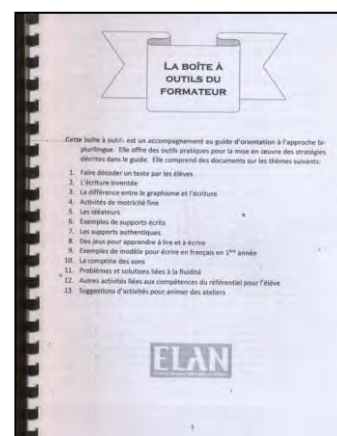 LA BOÎTE À
OUTILS DU
FORMATEUR
Cette boîte à outils est un accompagnement au guide d'orientation à l'approche bi-
plurilingue. Elle offre des outils pratiques pour la mise en œuvre des stratégies
décrites dans le guide. Elle comprend des documents sur les thèmes suivants:
1. Faire décoder un texte par les élèves
2. L'écriture inventée
3. La différence entre le graphisme et l'écriture
4. Activités de motricité fine
5. Les idéateurs
6. Exemples de supports écrits
7. Les supports authentiques
8. Des jeux pour apprendre à lire et à écrire
9. Exemples de modèle pour écrire en français en 1ère année
10. La comptine des sons
11. Problèmes et solutions liées à la fluidité
12. Autres activités liées aux compétences du référentiel pour l'élève
13. Suggestions d'activités pour animer des ateliers
ELAN